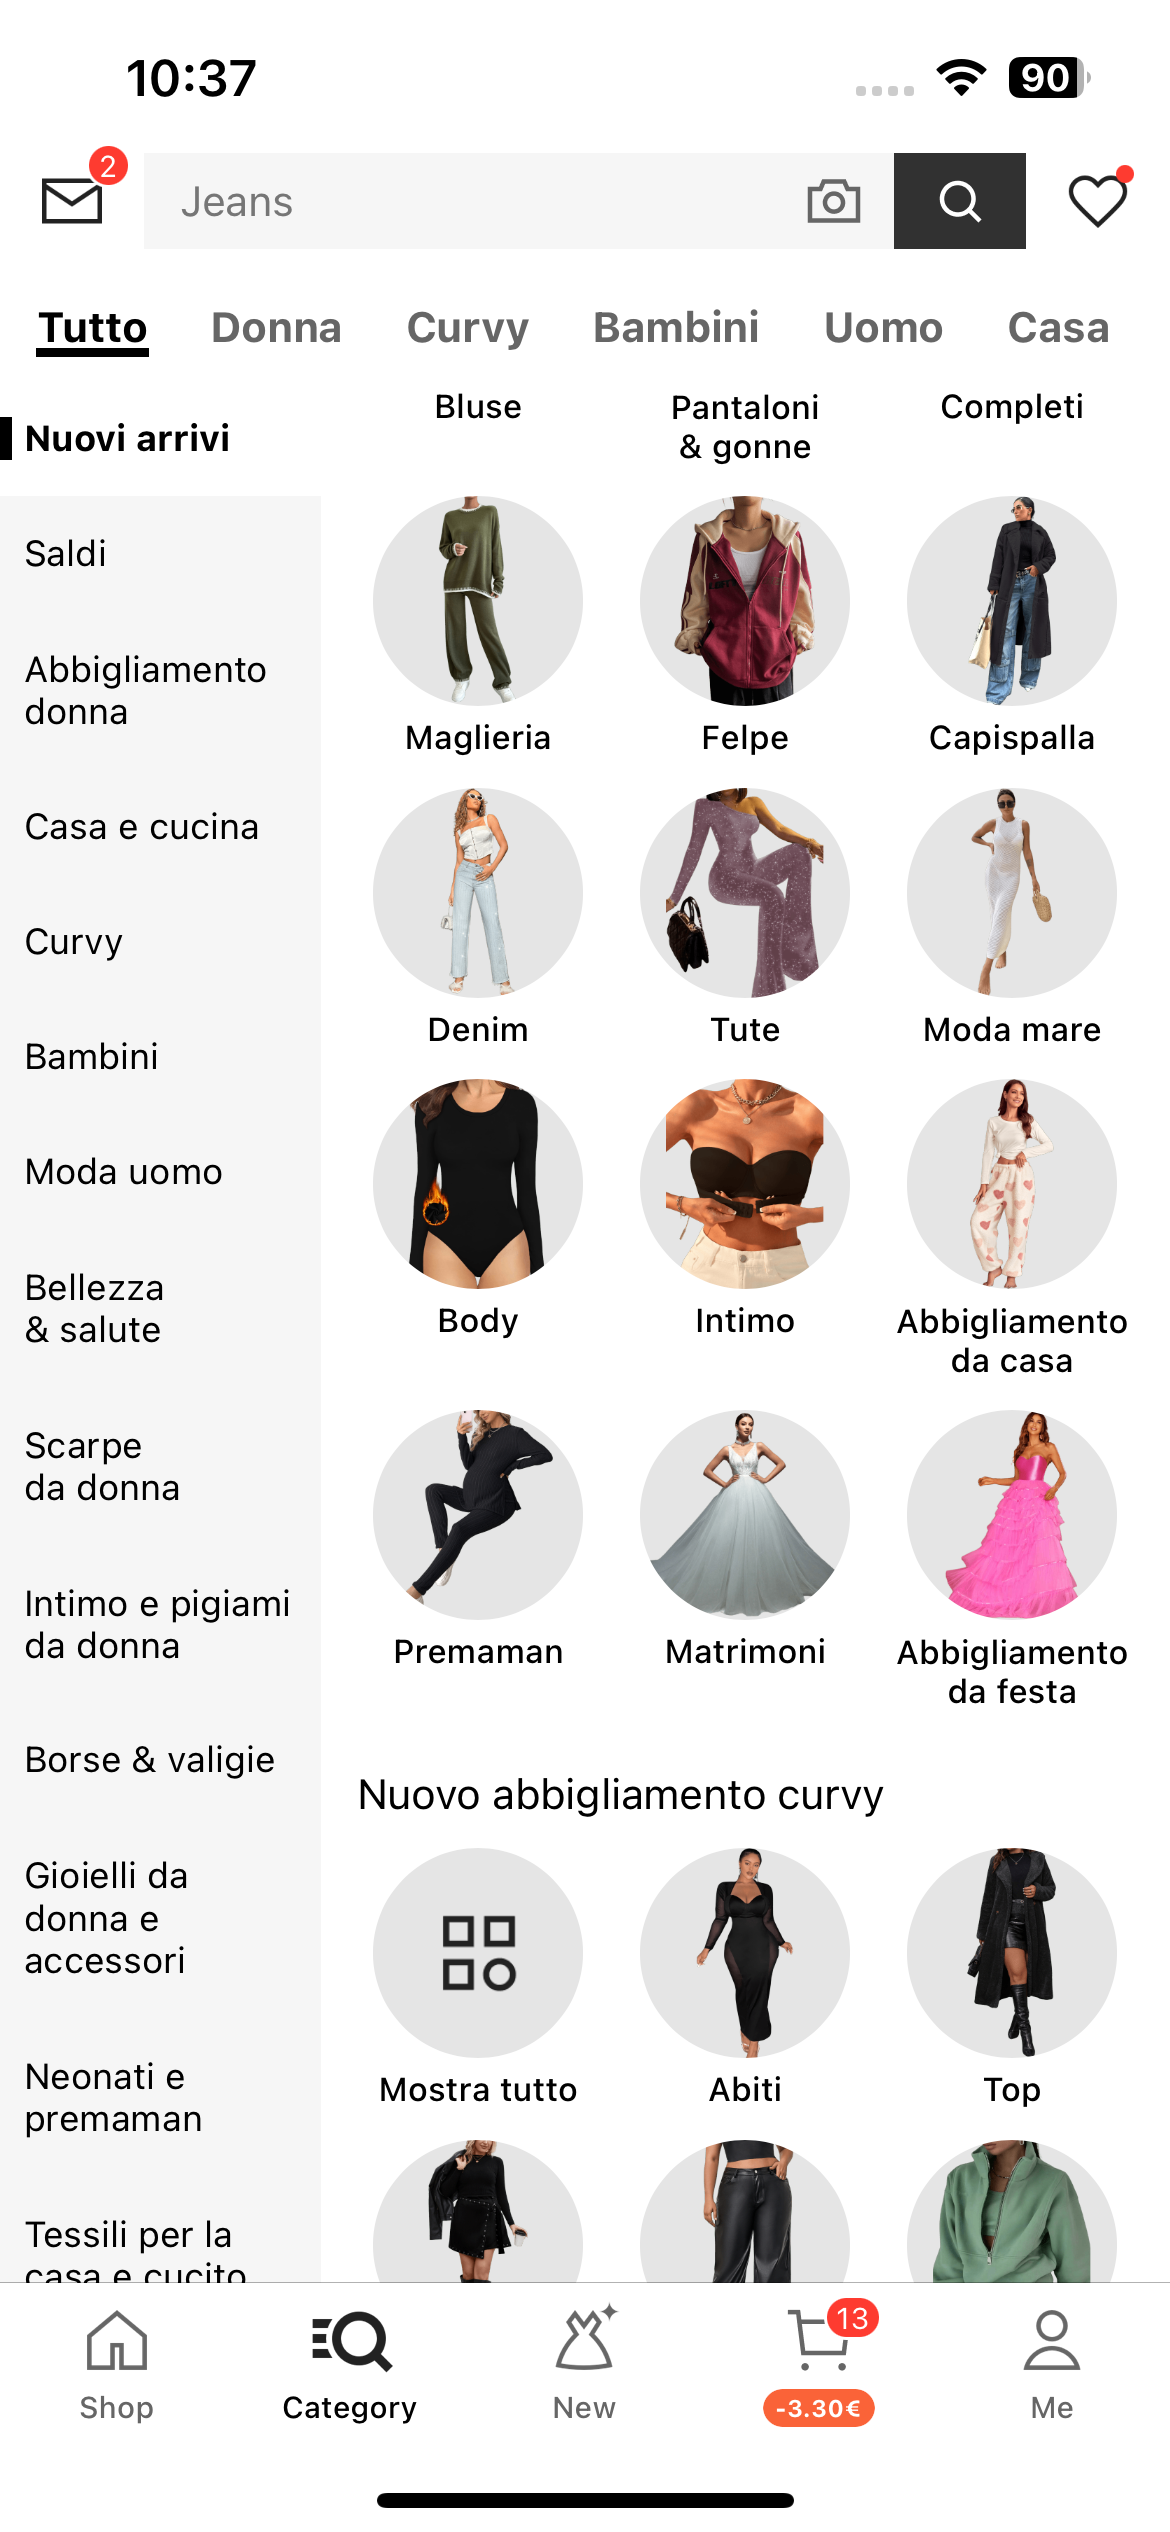 10:37
90
2
Jeans
Tutto
Donna
Curvy
Bambini
Uomo
Casa
Nuovi arrivi
Saldi
Abbigliamento
donna
Casa e cucina
Curvy
Bambini
Moda uomo
Bellezza
& salute
Scarpe
da donna
Intimo e pigiami
da donna
Borse & valigie
Gioielli da
donna e
accessori
Neonati e
premaman
Tessili per la
casa e cucito
Bluse
Pantaloni
& gonne
Completi
Maglieria
Felpe
Capispalla
Denim
Tute
Moda mare
Body
Intimo
Abbigliamento
da casa
Premaman
Matrimoni
Abbigliamento
da festa
Nuovo abbigliamento curvy
Mostra tutto
Abiti
Top
Shop
Category
New
13
-3.30€
Me